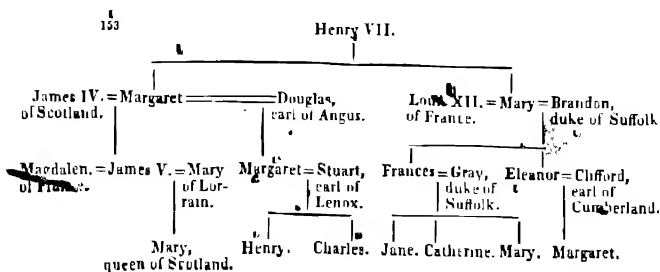 153
Henry VII.
James IV. = Margaret = Douglas, Louis XII. = Mary = Brandon,
of Scotland. earl of Angus. of France. duke of Suffolk
Magdalen. = James V. = Mary Margaret = Stuart, Frances = Gray, Eleanor = Clifford,
of France. of Lor- earl of duke of earl of
rain. Lenox. Suffolk. Cumberland.
Mary, Henry. Charles. Jane. Catherine. Mary. Margaret.
queen of Scotland.